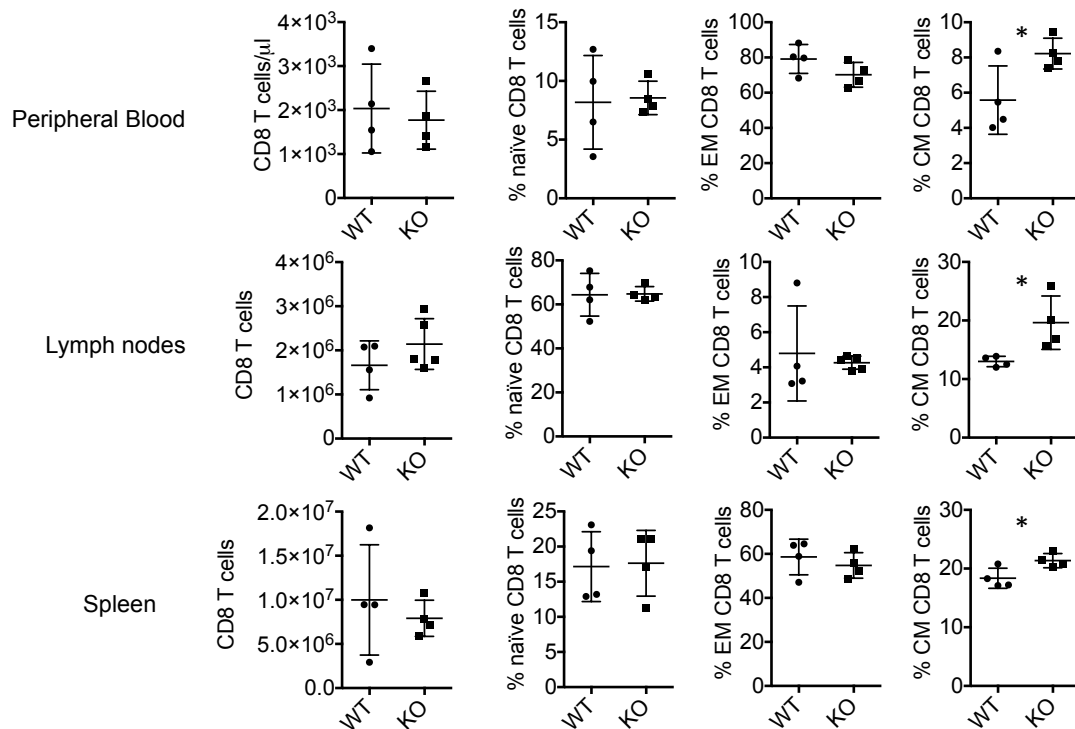 Peripheral Blood
CD8 T cells/µl
4×10³
3×10³
2×10³
1×10³
0
WT
KO
% naïve CD8 T cells
15
10
5
0
WT
KO
% EM CD8 T cells
100
80
60
40
20
0
WT
KO
% CM CD8 T cells
10
8
6
4
2
0
*
WT
KO
Lymph nodes
CD8 T cells
4×10⁶
3×10⁶
2×10⁶
1×10⁶
0
WT
KO
% naïve CD8 T cells
80
60
40
20
0
WT
KO
% EM CD8 T cells
10
8
6
4
2
0
WT
KO
% CM CD8 T cells
30
20
10
0
*
WT
KO
Spleen
CD8 T cells
2.0×10⁷
1.5×10⁷
1.0×10⁷
5.0×10⁶
0.0
WT
KO
% naïve CD8 T cells
25
20
15
10
5
0
WT
KO
% EM CD8 T cells
80
60
40
20
0
WT
KO
% CM CD8 T cells
30
20
10
0
*
WT
KO